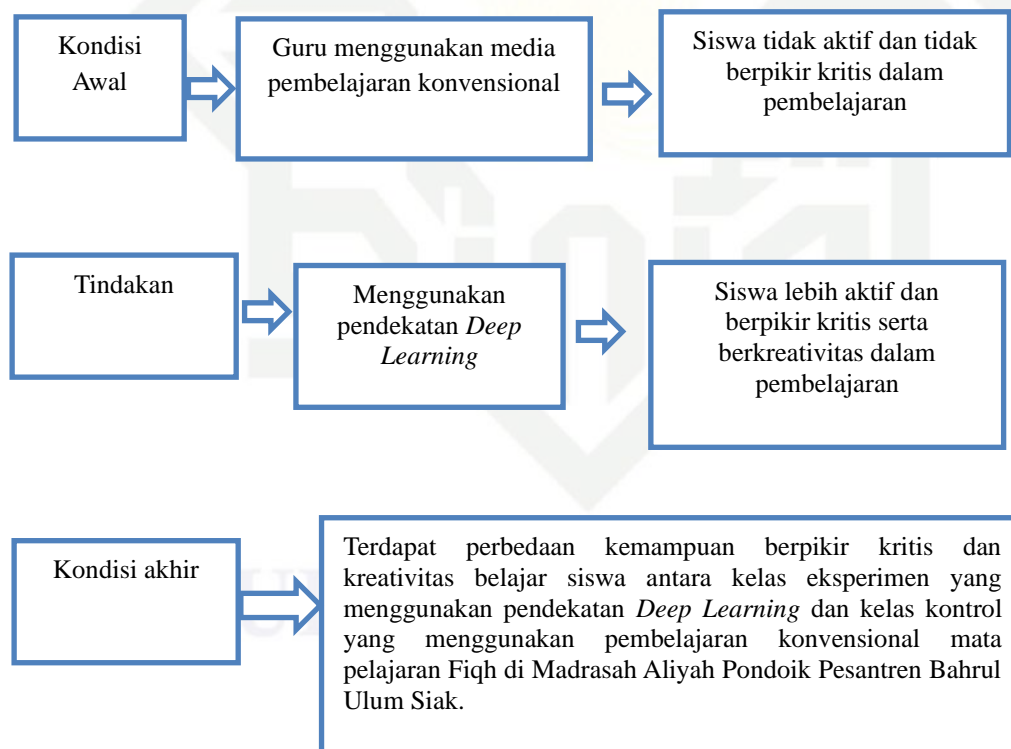 Kondisi
Awal
Guru menggunakan media
pembelajaran konvensional
Siswa tidak aktif dan tidak
berpikir kritis dalam
pembelajaran
Tindakan
Menggunakan
pendekatan Deep
Learning
Siswa lebih aktif dan
berpikir kritis serta
berkreativitas dalam
pembelajaran
Kondisi akhir
Terdapat perbedaan kemampuan berpikir kritis dan
kreativitas belajar siswa antara kelas eksperimen yang
menggunakan pendekatan Deep Learning dan kelas kontrol
yang menggunakan pembelajaran konvensional mata
pelajaran Fiqh di Madrasah Aliyah Pondoik Pesantren Bahrul
Ulum Siak.